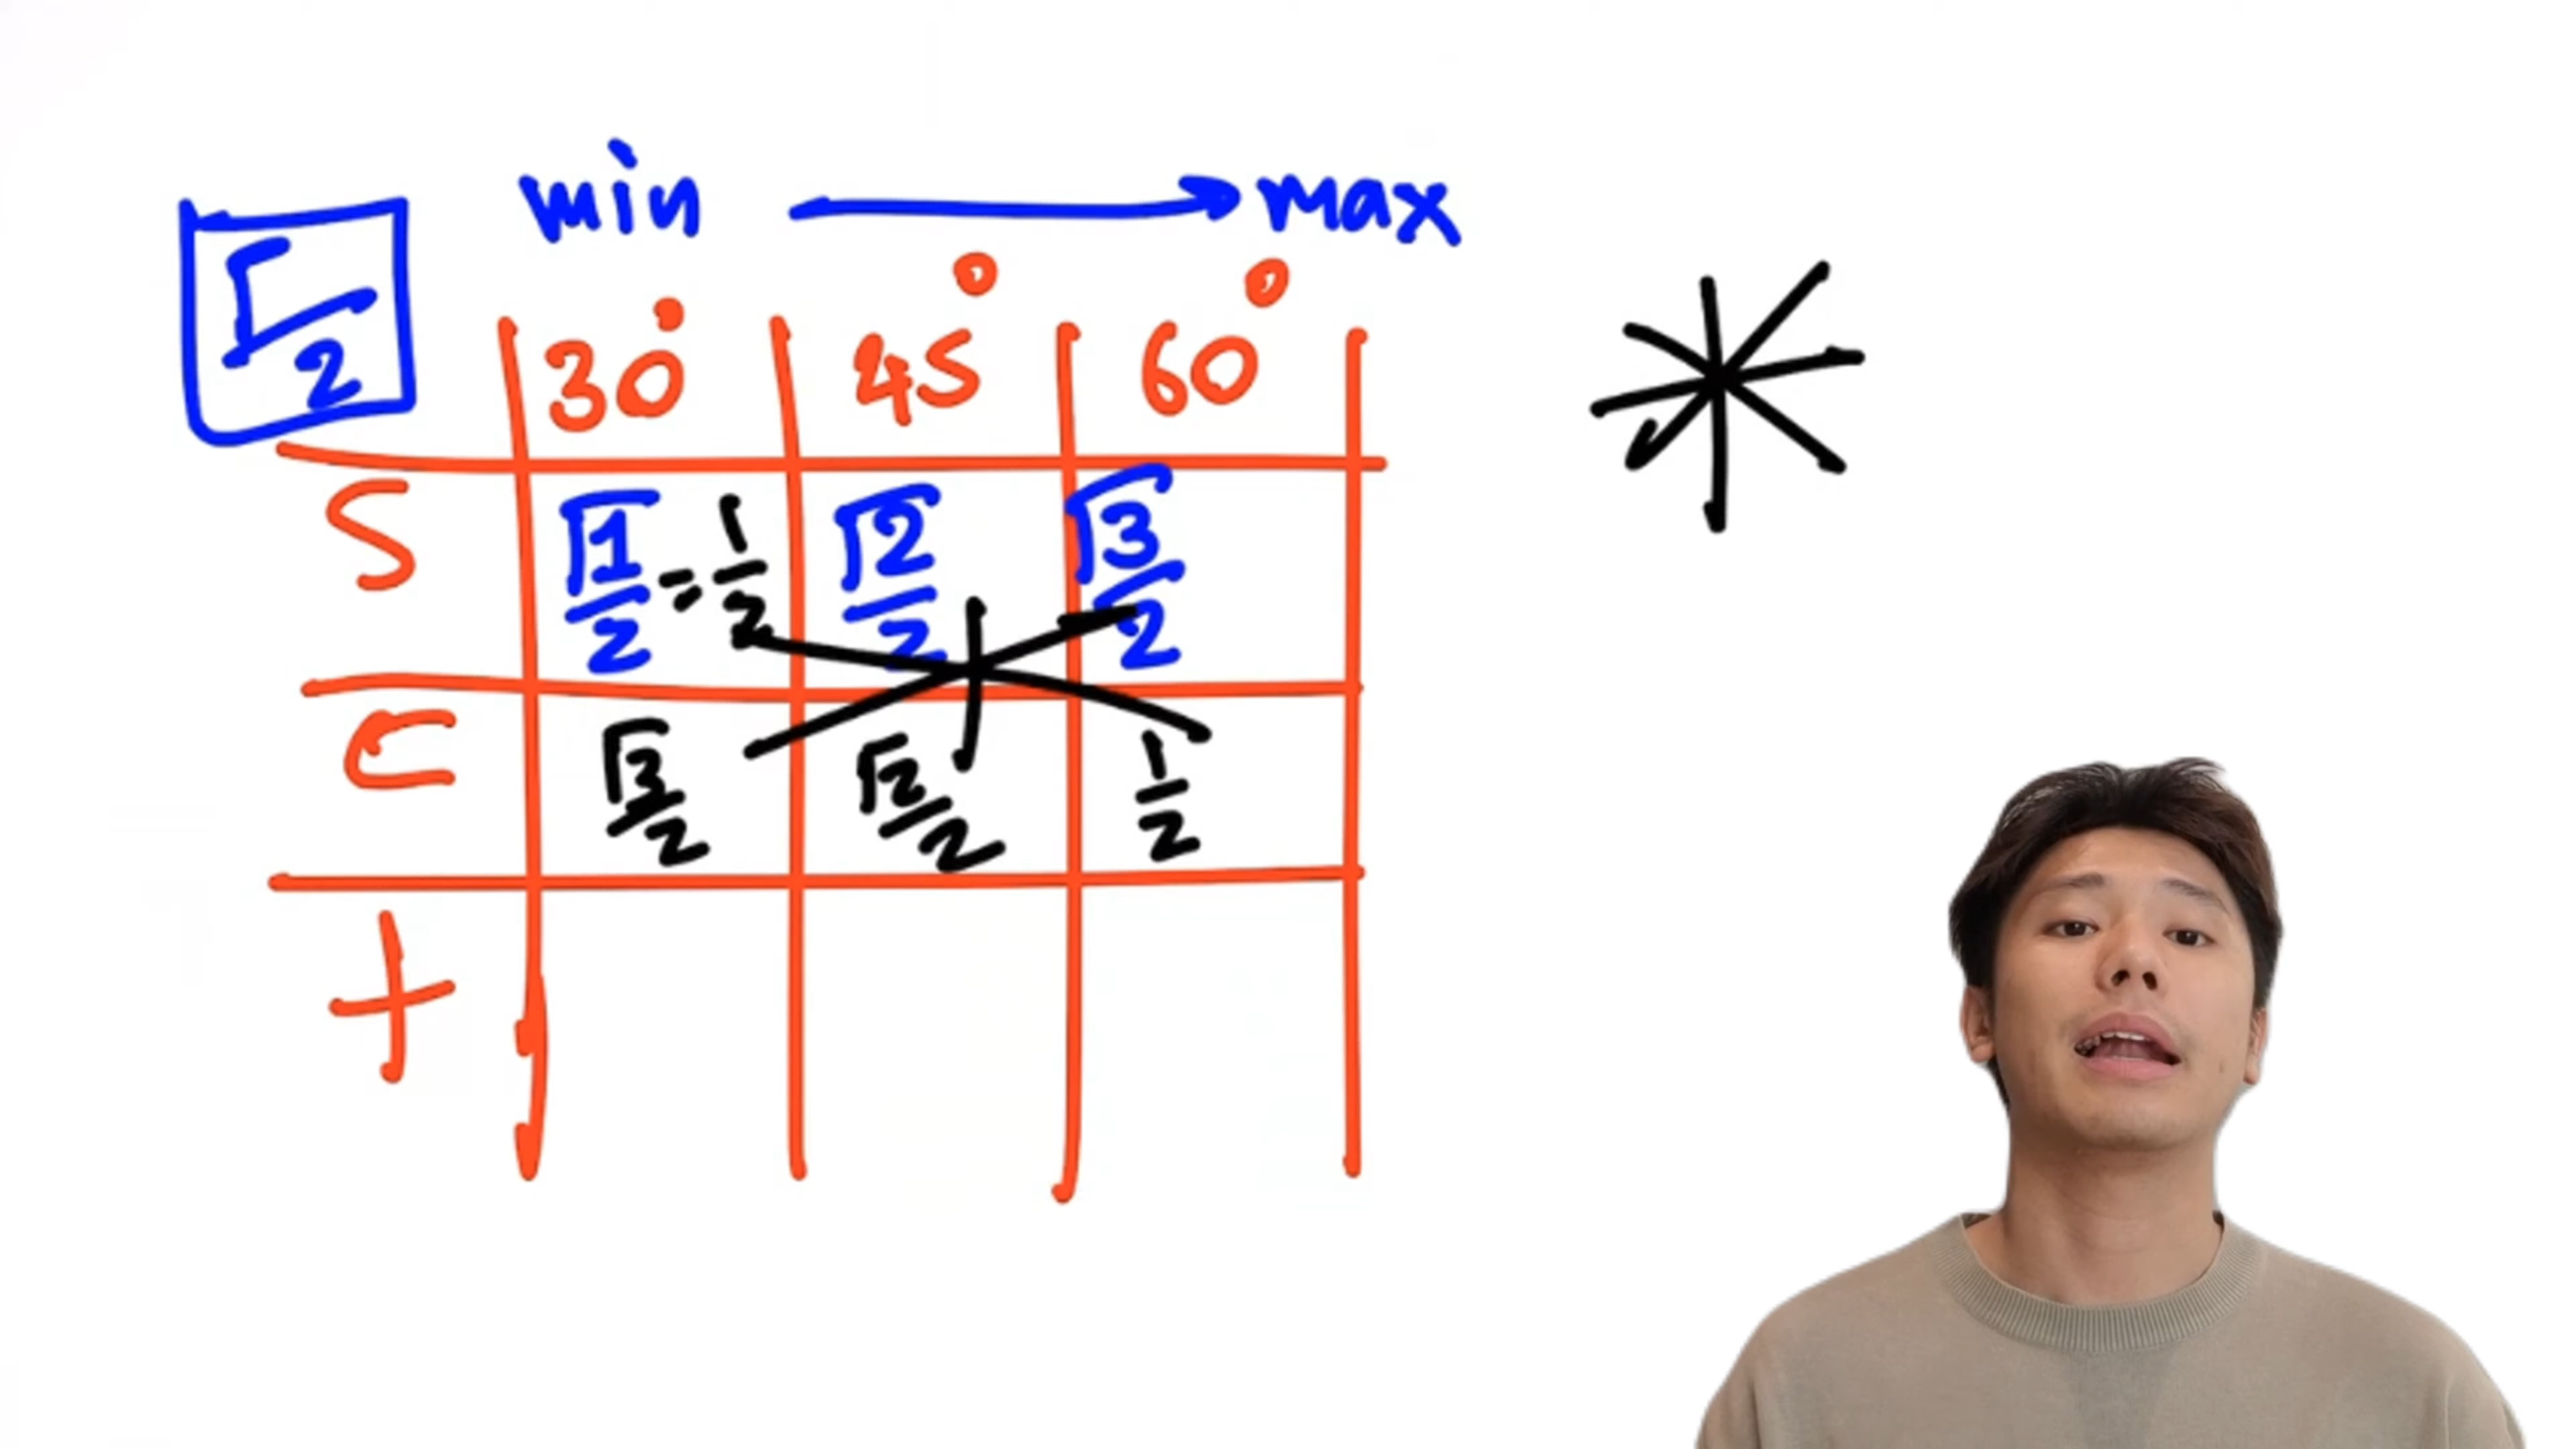 min → max
√/2
30° 45° 60°
S √1/2 = 1/2 √2/2 √3/2
C √3/2 √2/2 1/2
t